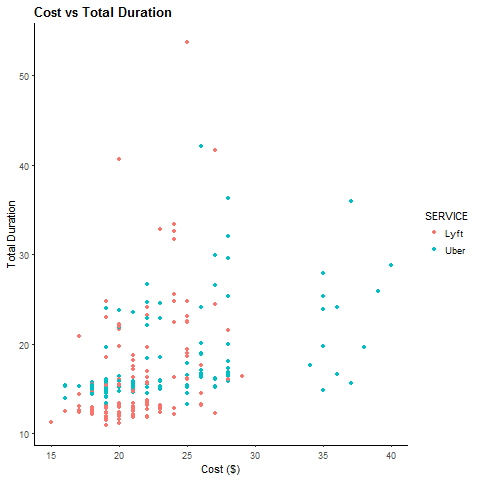 Cost vs Total Duration
50
40
30
20
10
Total Duration
15
20
25
30
35
40
Cost ($)
SERVICE
Lyft
Uber